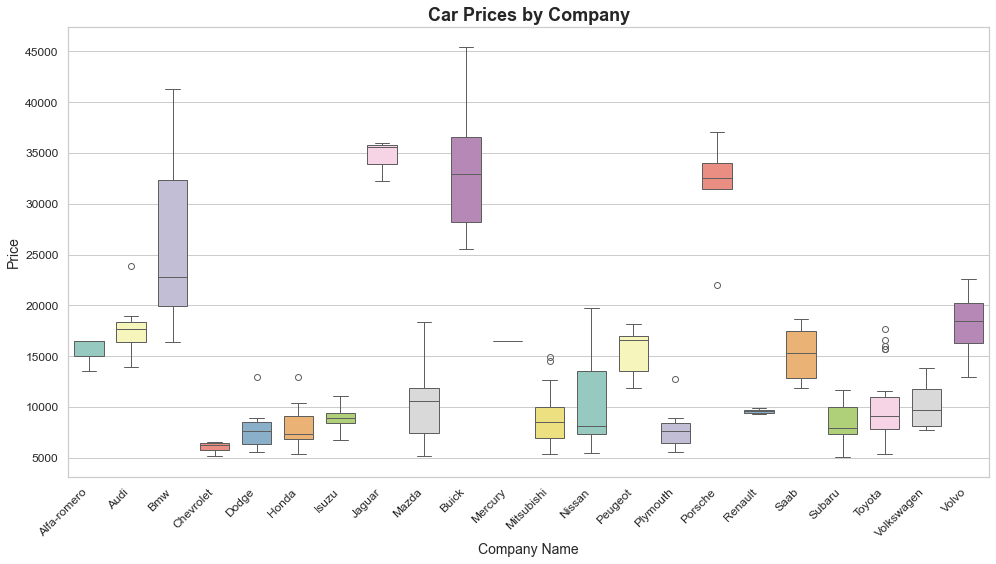 Car Prices by Company
Price
45000
40000
35000
30000
25000
20000
15000
10000
5000
Alfa-romero
Audi
Bmw
Chevrolet
Dodge
Honda
Isuzu
Jaguar
Mazda
Buick
Mercury
Mitsubishi
Nissan
Peugeot
Plymouth
Porsche
Renault
Saab
Subaru
Toyota
Volkswagen
Volvo
Company Name